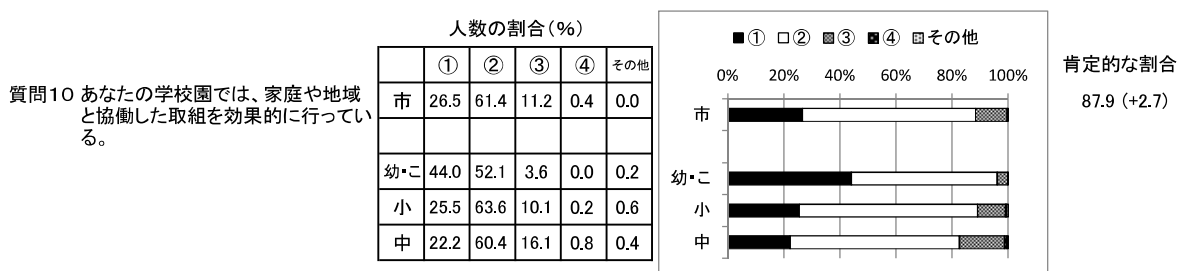 人数の割合(%)
① ② ③ ④ その他
市 26.5 61.4 11.2 0.4 0.0
幼・こ 44.0 52.1 3.6 0.0 0.2
小 25.5 63.6 10.1 0.2 0.6
中 22.2 60.4 16.1 0.8 0.4
質問10 あなたの学校園では、家庭や地域
と協働した取組を効果的に行ってい
る。
■① □② ③ ④ その他
0% 20% 40% 60% 80% 100%
市
幼・こ
小
中
肯定的な割合
87.9 (+2.7)